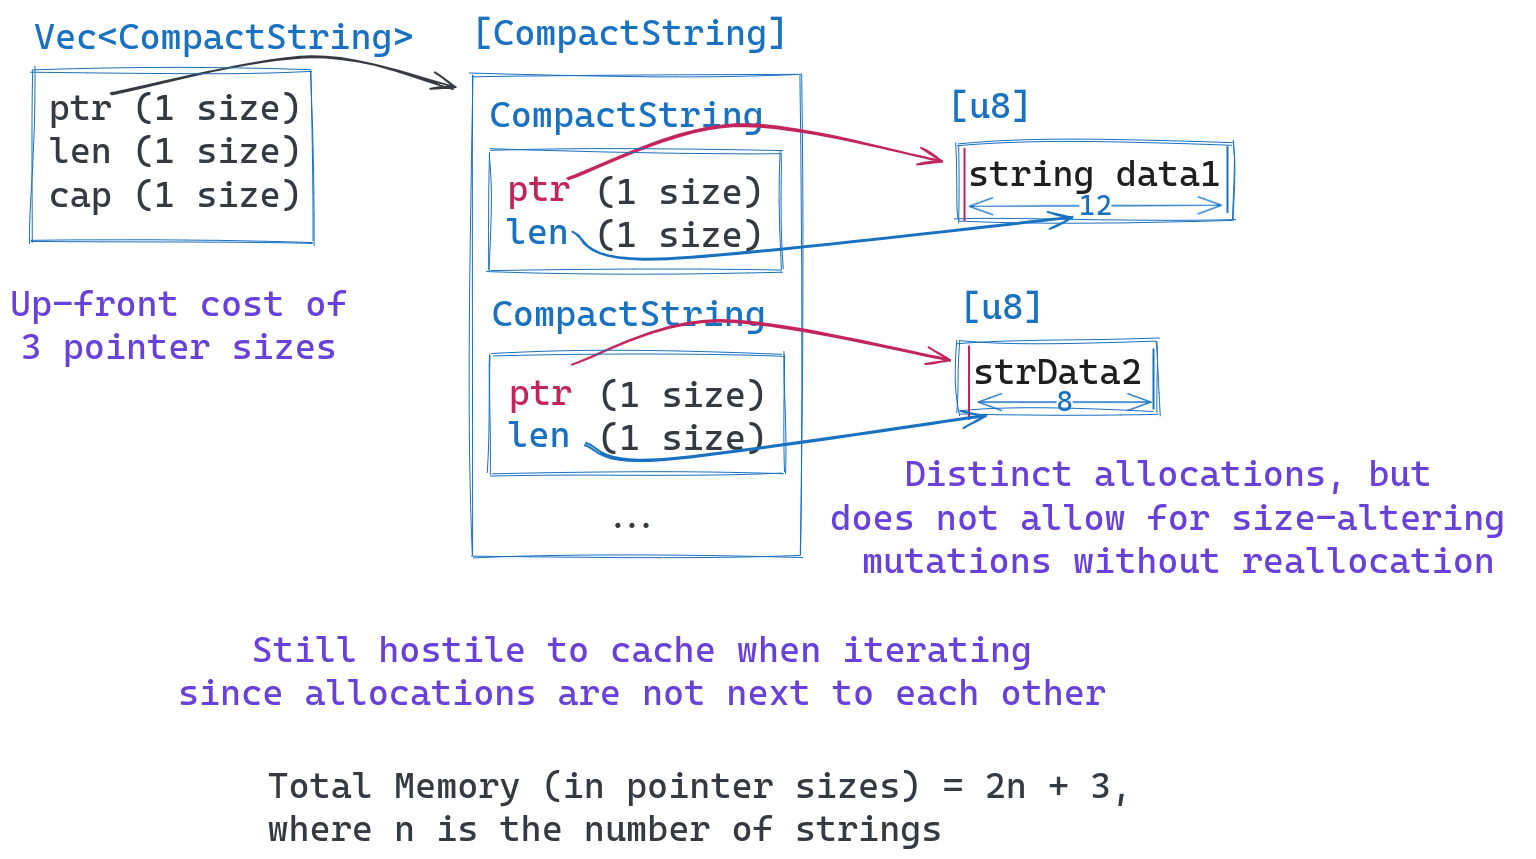 Vec<CompactString>
ptr (1 size)
len (1 size)
cap (1 size)
Up-front cost of
3 pointer sizes
[CompactString]
CompactString
ptr (1 size)
len (1 size)
CompactString
ptr (1 size)
len (1 size)
...
[u8]
string data1
12
[u8]
strData2
8
Distinct allocations, but
does not allow for size-altering
mutations without reallocation
Still hostile to cache when iterating
since allocations are not next to each other
Total Memory (in pointer sizes) = 2n + 3,
where n is the number of strings